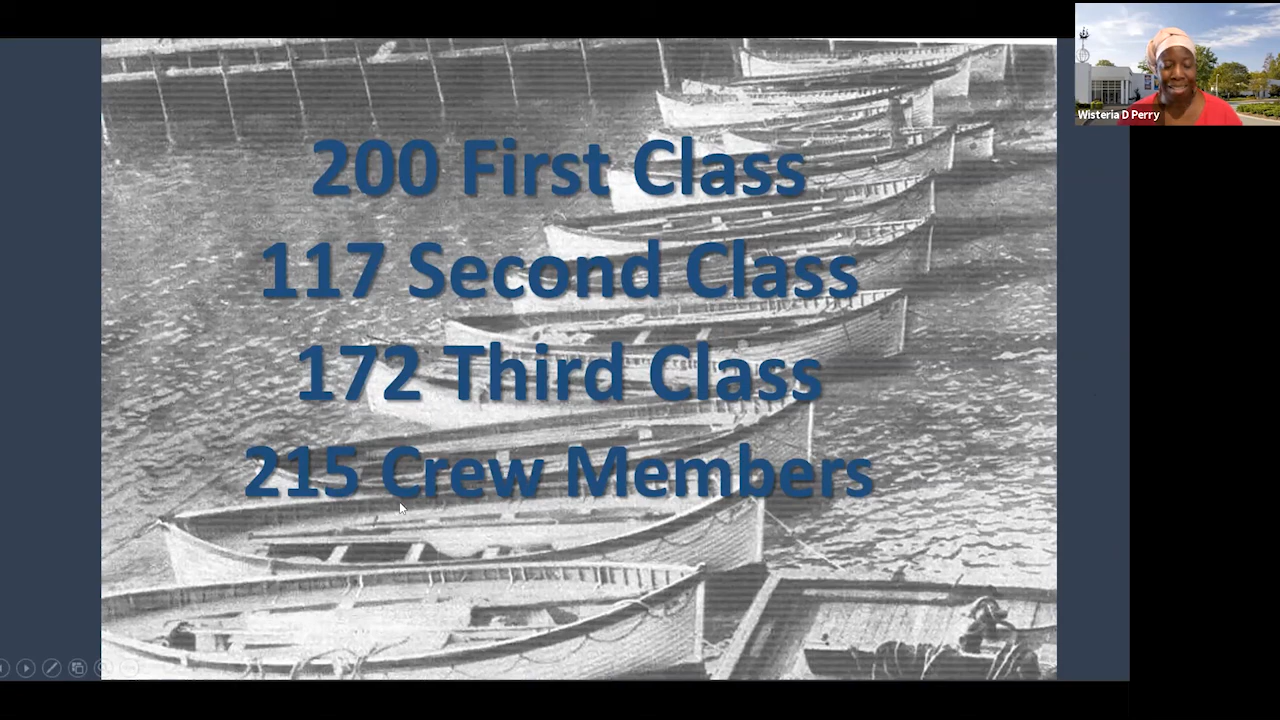 200 First Class
117 Second Class
172 Third Class
215 Crew Members
Wisteria D Perry